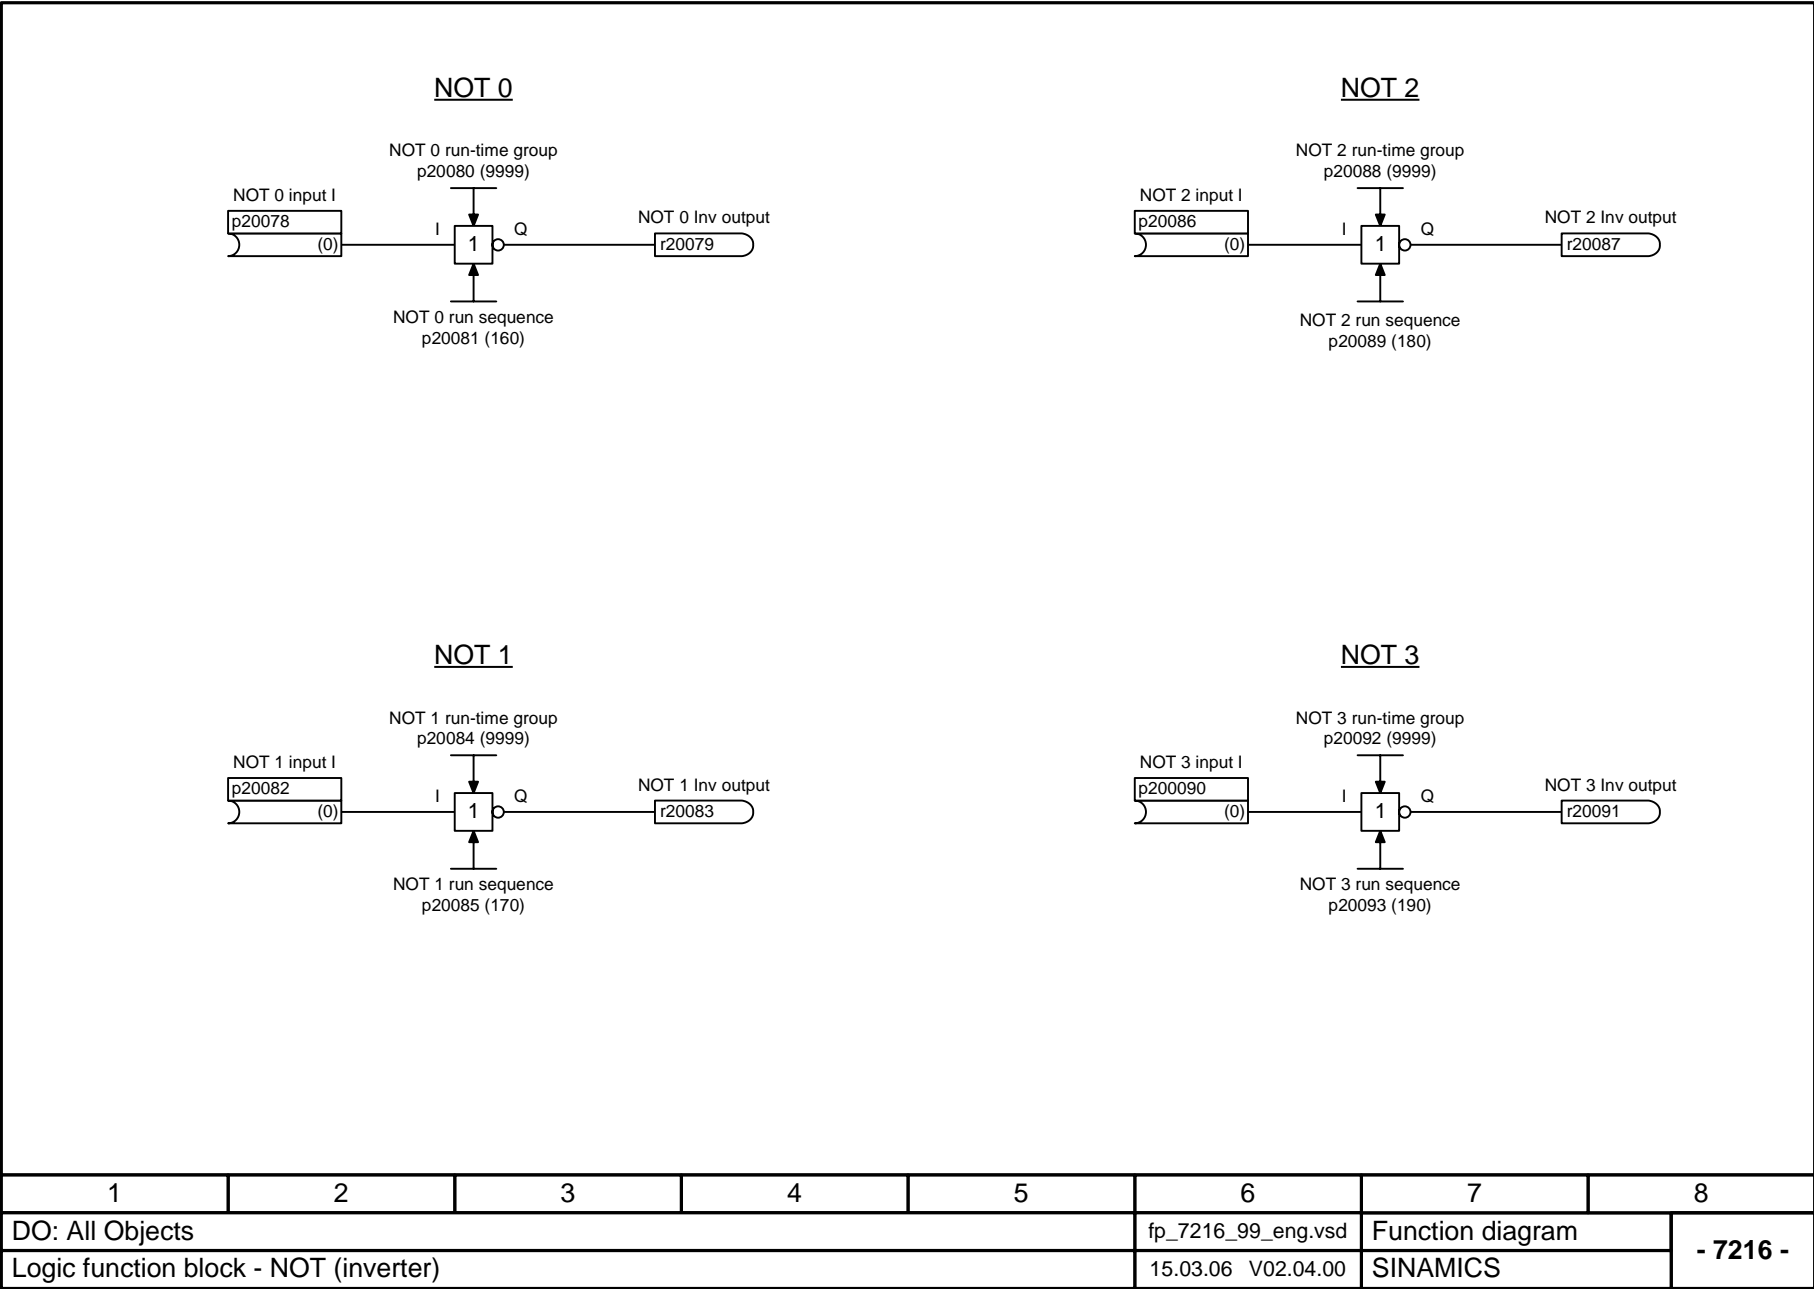 NOT 0
NOT 0 run-time group
p20080 (9999)
NOT 0 input I
p20078
(0)
I
1
Q
NOT 0 Inv output
r20079
NOT 0 run sequence
p20081 (160)
NOT 2
NOT 2 run-time group
p20088 (9999)
NOT 2 input I
p20086
(0)
I
1
Q
NOT 2 Inv output
r20087
NOT 2 run sequence
p20089 (180)
NOT 1
NOT 1 run-time group
p20084 (9999)
NOT 1 input I
p20082
(0)
I
1
Q
NOT 1 Inv output
r20083
NOT 1 run sequence
p20085 (170)
NOT 3
NOT 3 run-time group
p20092 (9999)
NOT 3 input I
p200090
(0)
I
1
Q
NOT 3 Inv output
r20091
NOT 3 run sequence
p20093 (190)
1 2 3 4 5 6 7 8
DO: All Objects
fp_7216_99_eng.vsd
Function diagram
- 7216 -
Logic function block - NOT (inverter)
15.03.06 V02.04.00
SINAMICS